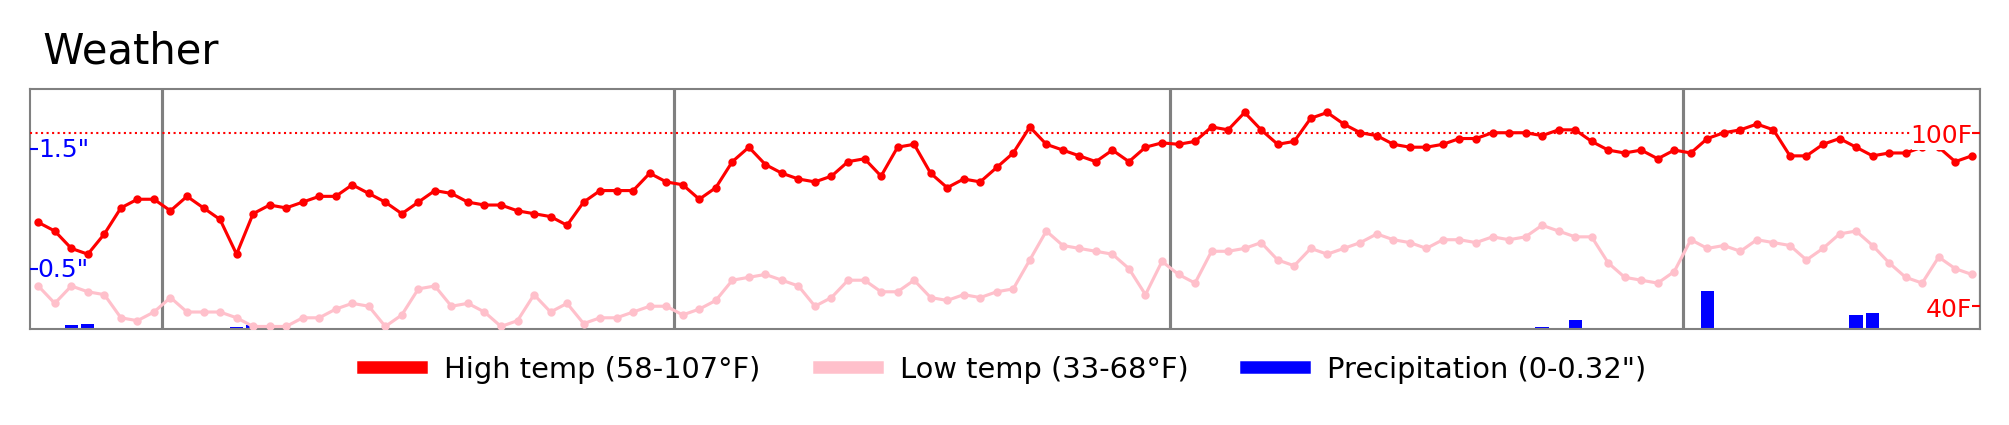 Weather
1.5"
0.5"
100F
40F
High temp (58-107°F)
Low temp (33-68°F)
Precipitation (0-0.32")